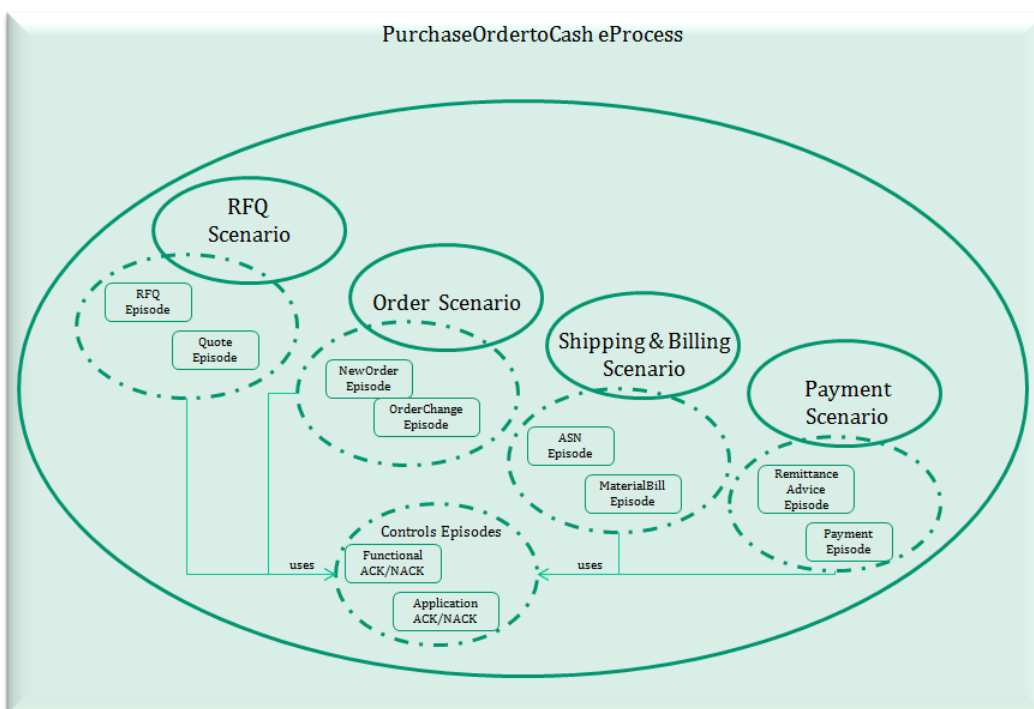 PurchaseOrdertoCash eProcess
RFQ
Scenario
RFQ
Episode
Quote
Episode
Order Scenario
NewOrder
Episode
OrderChange
Episode
Shipping & Billing
Scenario
ASN
Episode
MaterialBill
Episode
Payment
Scenario
Remittance
Advice
Episode
Payment
Episode
Controls Episodes
Functional
ACK/NACK
Application
ACK/NACK
uses
uses